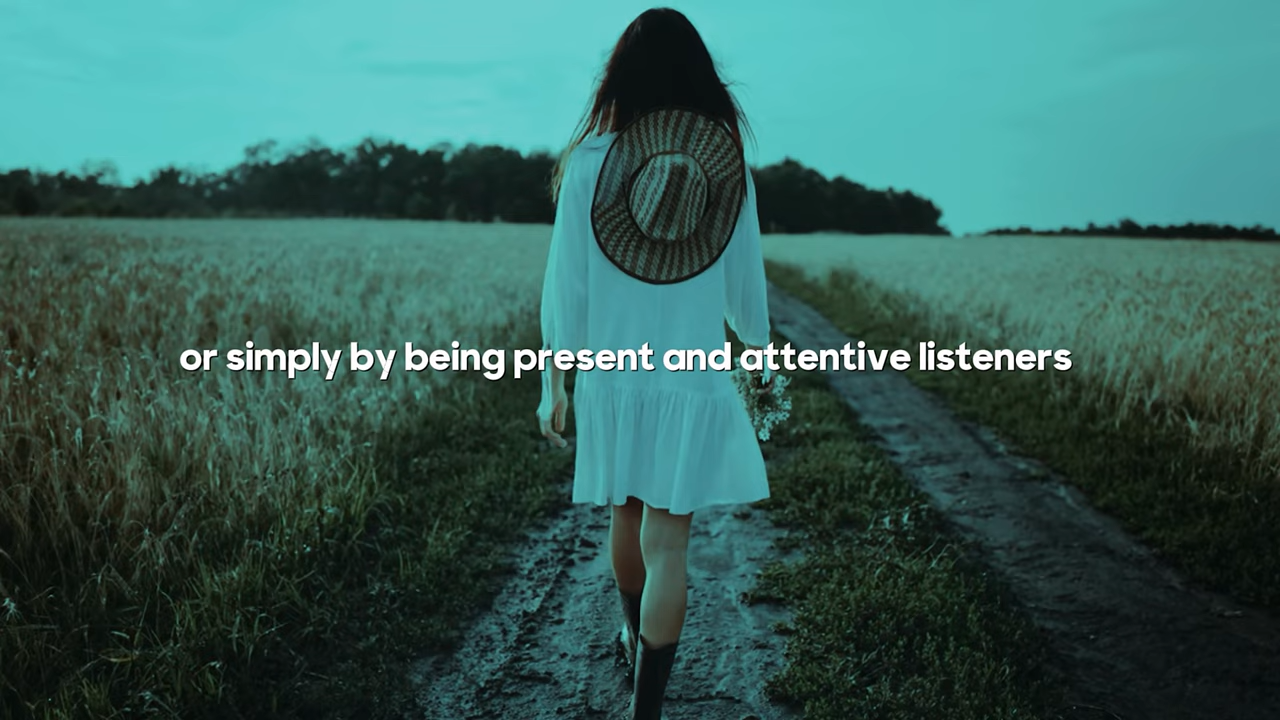 or simply by being present and attentive listeners